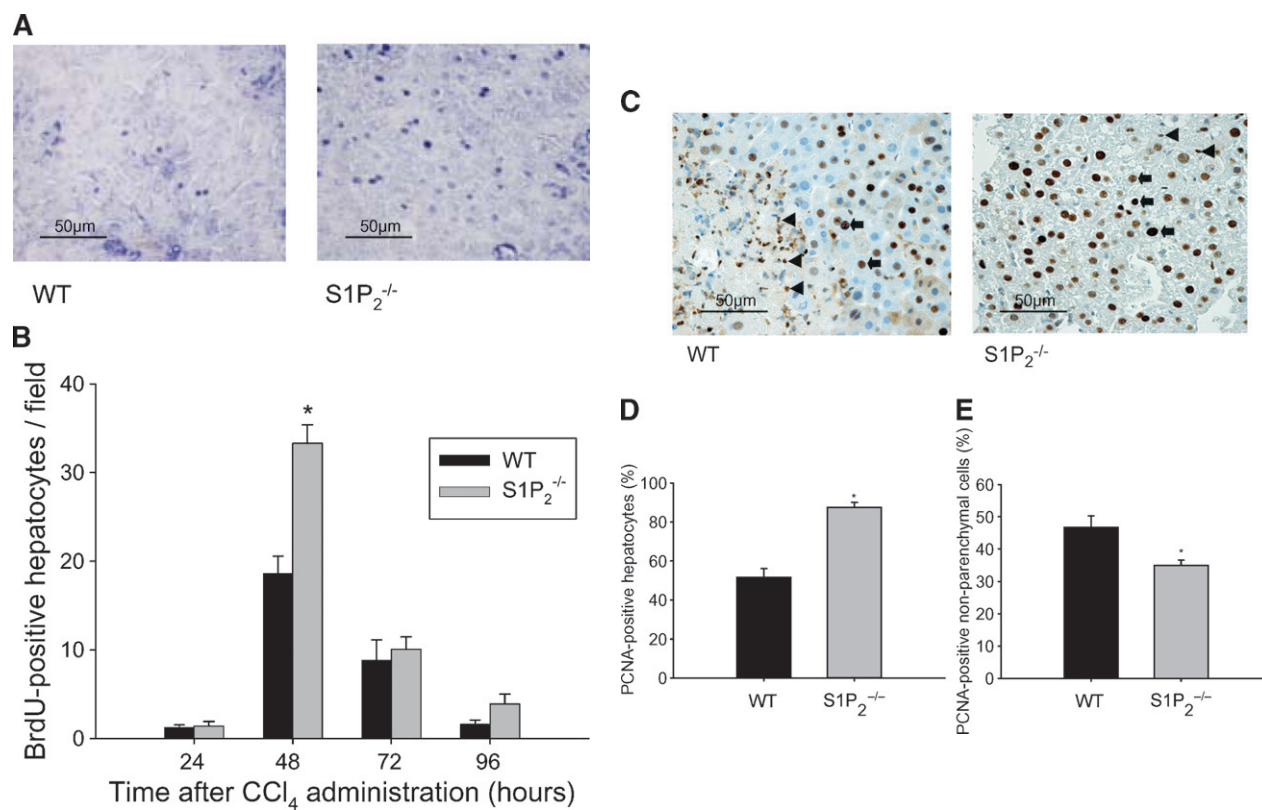 A
50µm
50µm
WT
S1P₂⁻/⁻
B
BrdU-positive hepatocytes / field
40
30
20
10
0
*
WT
S1P₂⁻/⁻
24 48 72 96
Time after CCl₄ administration (hours)
C
50µm
50µm
WT
S1P₂⁻/⁻
D
PCNA-positive hepatocytes (%)
100
80
60
40
20
0
*
WT S1P₂⁻/⁻
E
PCNA-positive non-parenchymal cells (%)
60
50
40
30
20
10
0
*
WT S1P₂⁻/⁻